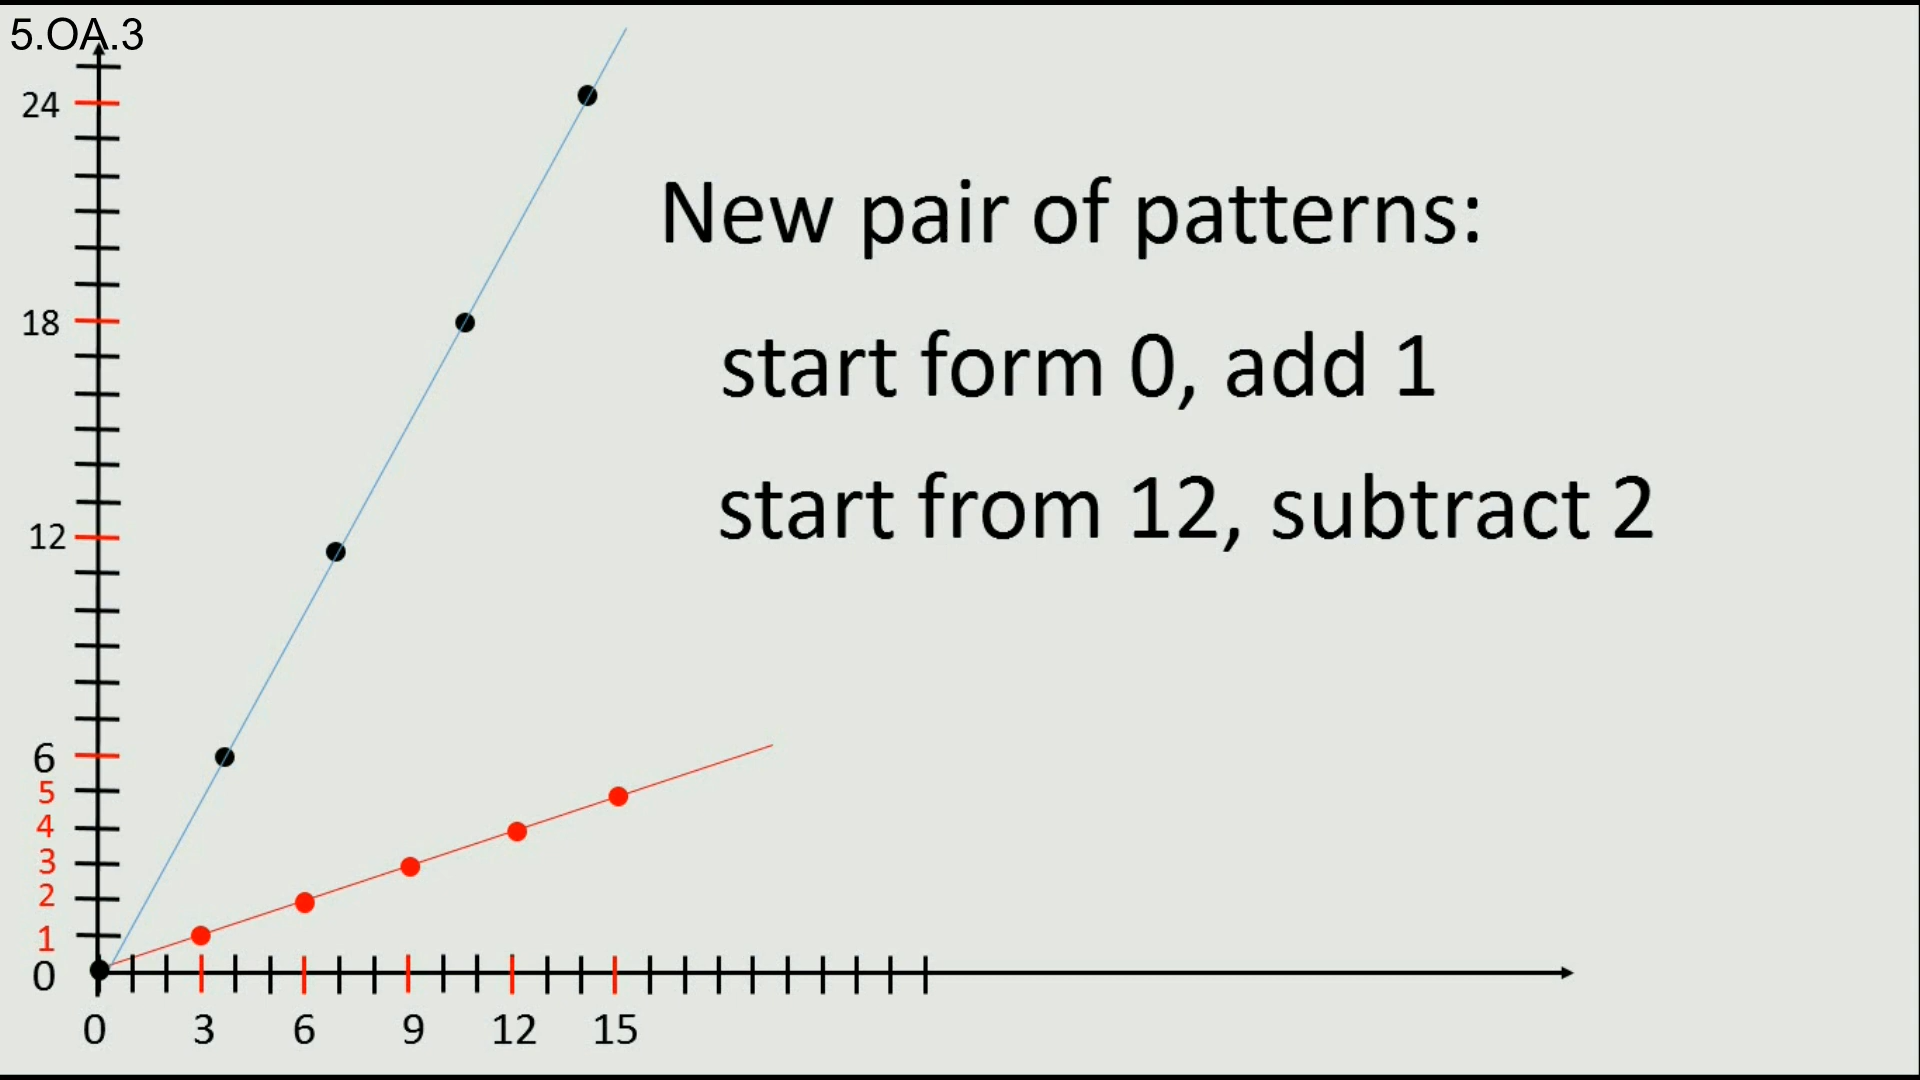 5.OA.3
24
New pair of patterns:
18
start form 0, add 1
12
start from 12, subtract 2
6
5
4
3
2
1
0
0 3 6 9 12 15